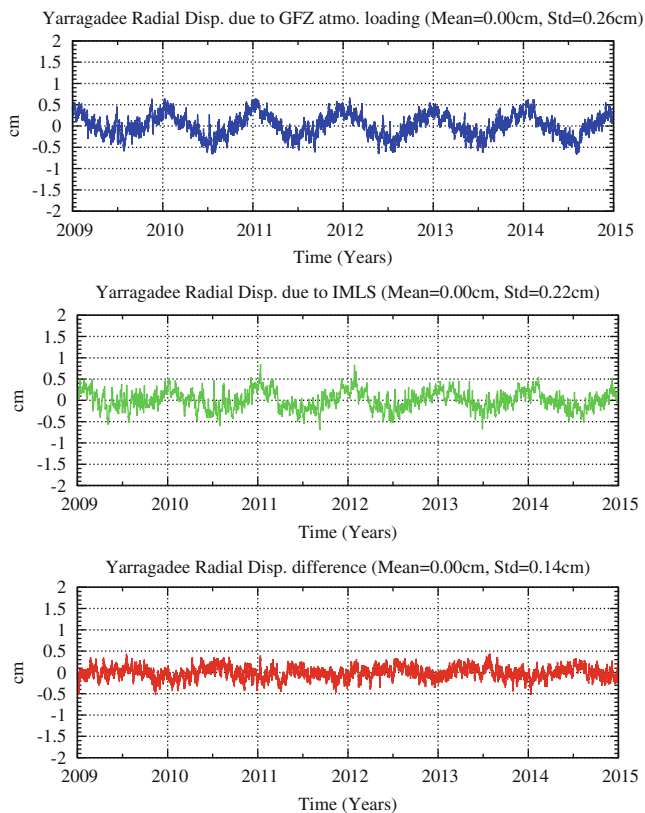 Yarragadee Radial Disp. due to GFZ atmo. loading (Mean=0.00cm, Std=0.26cm)
2
1.5
1
0.5
0
-0.5
-1
-1.5
-2
cm
2009 2010 2011 2012 2013 2014 2015
Time (Years)
Yarragadee Radial Disp. due to IMLS (Mean=0.00cm, Std=0.22cm)
2
1.5
1
0.5
0
-0.5
-1
-1.5
-2
cm
2009 2010 2011 2012 2013 2014 2015
Time (Years)
Yarragadee Radial Disp. difference (Mean=0.00cm, Std=0.14cm)
2
1.5
1
0.5
0
-0.5
-1
-1.5
-2
cm
2009 2010 2011 2012 2013 2014 2015
Time (Years)